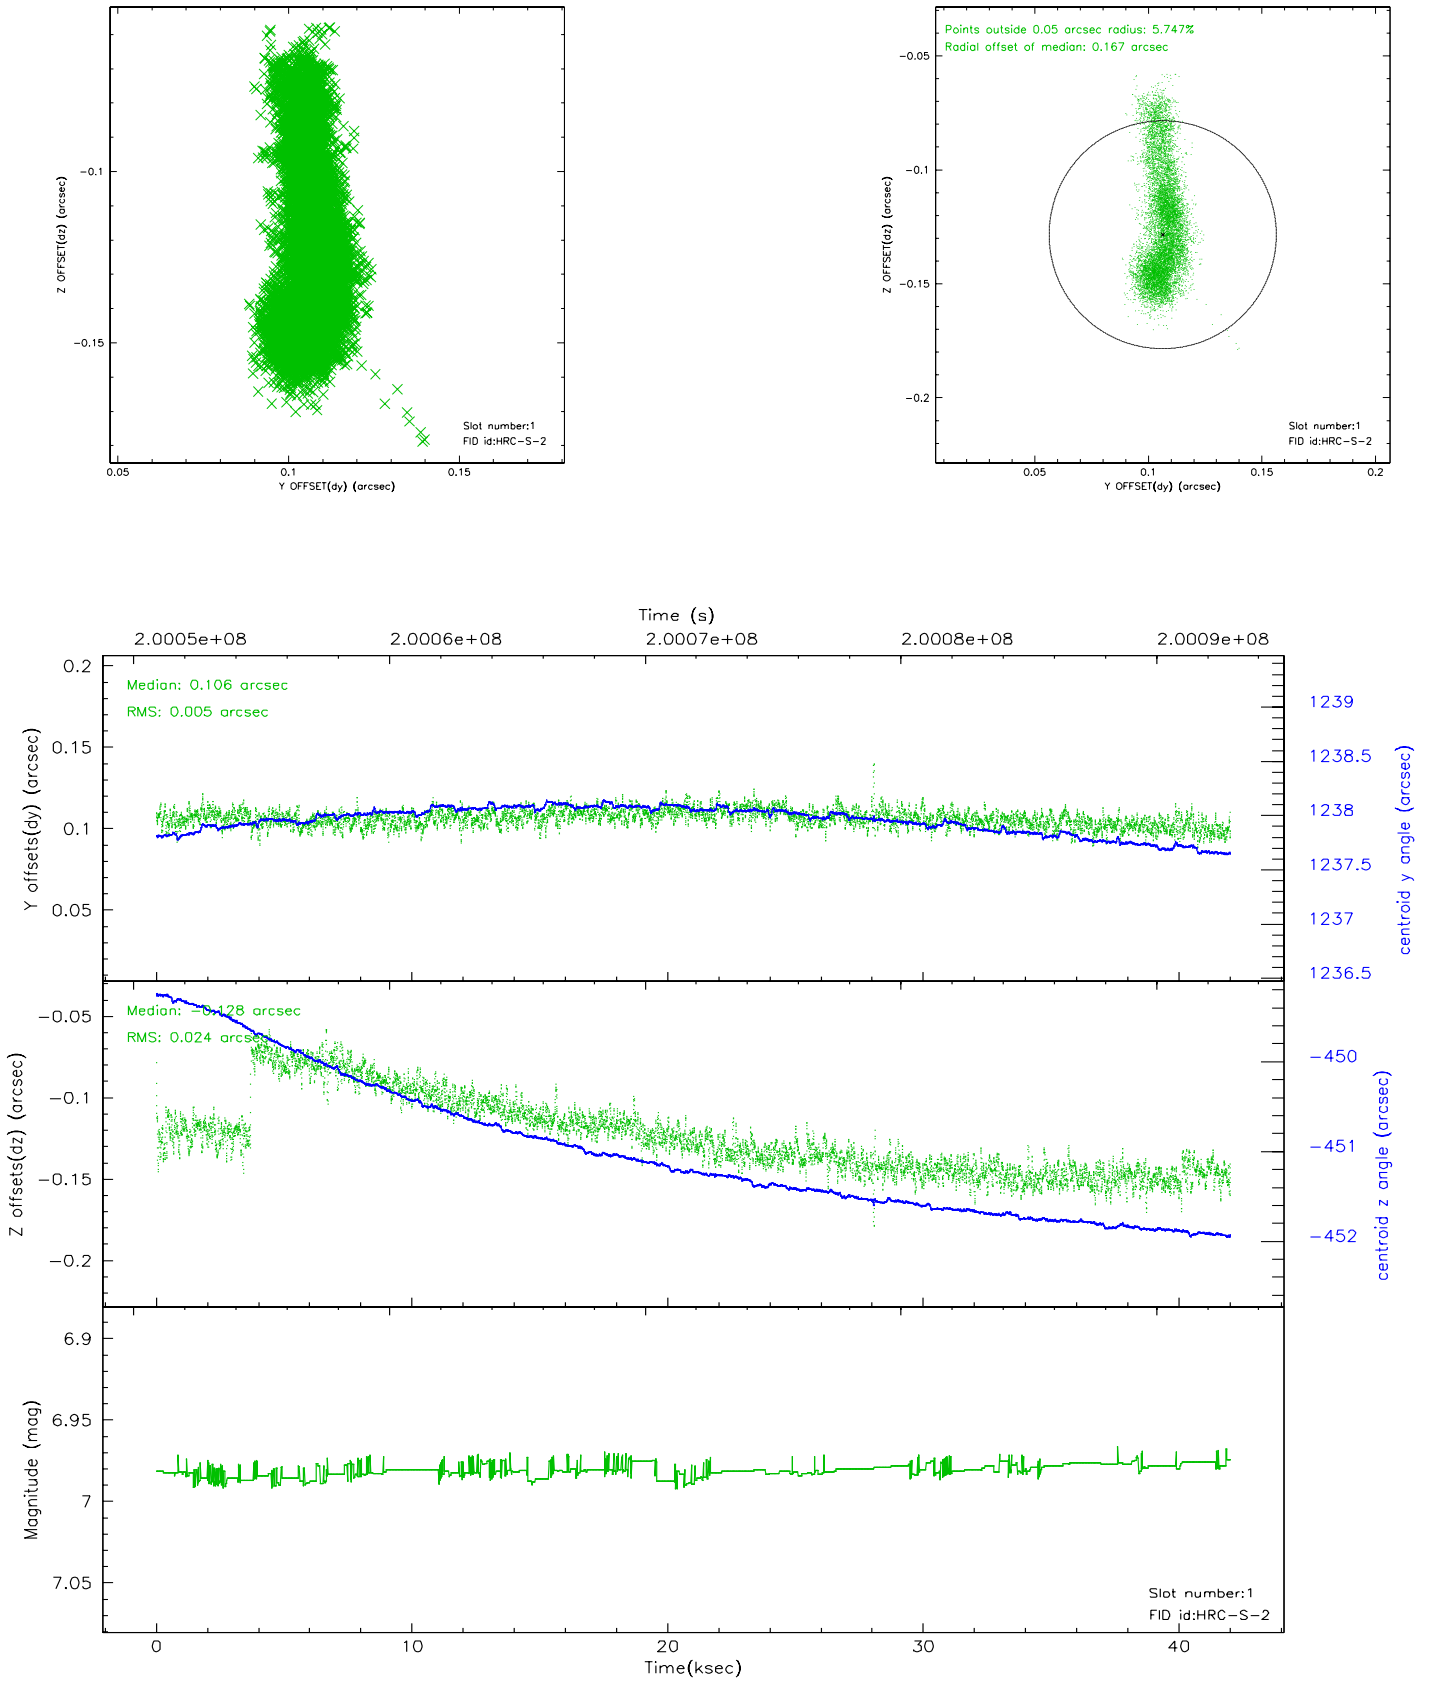 Z OFFSET(dz) (arcsec)
-0.1
-0.15
Slot number:1
FID id:HRC-S-2
0.05
0.1
0.15
Y OFFSET(dy) (arcsec)
Points outside 0.05 arcsec radius: 5.747%
Radial offset of median: 0.167 arcsec
Z OFFSET(dz) (arcsec)
-0.05
-0.1
-0.15
-0.2
Slot number:1
FID id:HRC-S-2
0.05
0.1
0.15
0.2
Y OFFSET(dy) (arcsec)
Time (s)
2.0005e+08
2.0006e+08
2.0007e+08
2.0008e+08
2.0009e+08
Y offsets(dy) (arcsec)
0.2
0.15
0.1
0.05
Median: 0.106 arcsec
RMS: 0.005 arcsec
1239
1238.5
1238
1237.5
1237
1236.5
centroid y angle (arcsec)
Z offsets(dz) (arcsec)
-0.05
-0.1
-0.15
-0.2
Median: -0.128 arcsec
RMS: 0.024 arcsec
-450
-451
-452
centroid z angle (arcsec)
Magnitude (mag)
6.9
6.95
7
7.05
Slot number:1
FID id:HRC-S-2
0
10
20
30
40
Time(ksec)